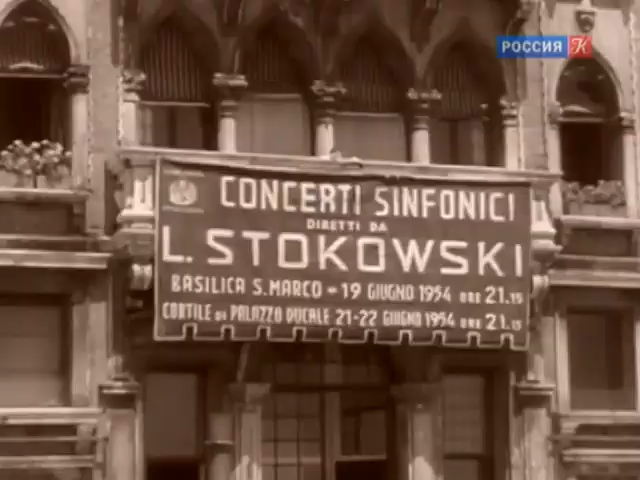 РОССИЯ К
CONCERTI SINFONICI
DIRETTI DA
L. STOKOWSKI
BASILICA S. MARCO - 19 GIUGNO 1954 ORE 21.15
CORTILE DI PALAZZO DUCALE 21-22 GIUGNO 1954 ORE 21.15